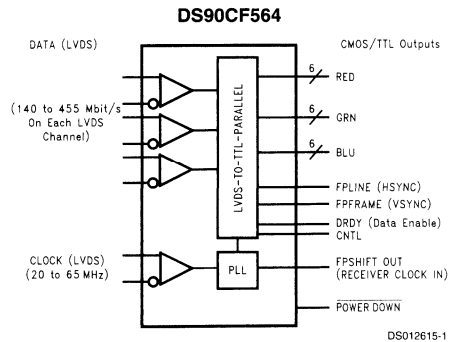 DS90CF564
DATA (LVDS)
CMOS/TTL Outputs
6
RED
(140 to 455 Mbit/s
On Each LVDS
Channel)
6
GRN
6
BLU
LVDS-TO-TTL-PARALLEL
FPLINE (HSYNC)
FPFRAME (VSYNC)
DRDY (Data Enable)
CNTL
CLOCK (LVDS)
(20 to 65 MHz)
PLL
FPSHIFT OUT
(RECEIVER CLOCK IN)
POWER DOWN
DS012615-1